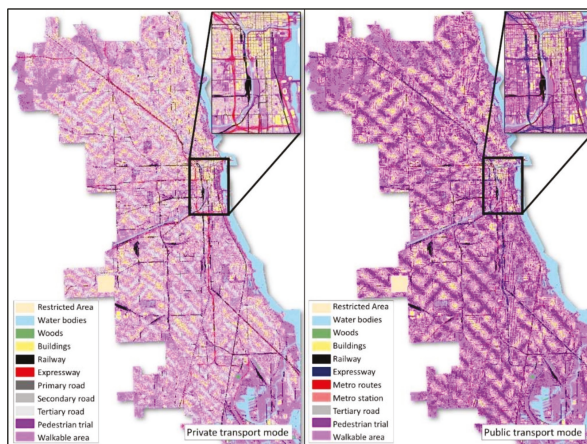 Restricted Area
Water bodies
Woods
Buildings
Railway
Expressway
Primary road
Secondary road
Tertiary road
Pedestrian trial
Walkable area
Private transport mode
Restricted Area
Water bodies
Woods
Buildings
Railway
Expressway
Metro routes
Metro station
Tertiary road
Pedestrian trial
Walkable area
Public transport mode